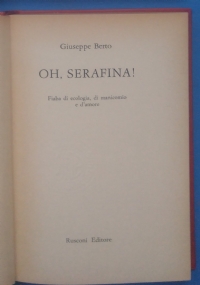 Giuseppe Berto
OH, SERAFINA!
Fiaba di ecologia, di manicomio
e d'amore
Rusconi Editore